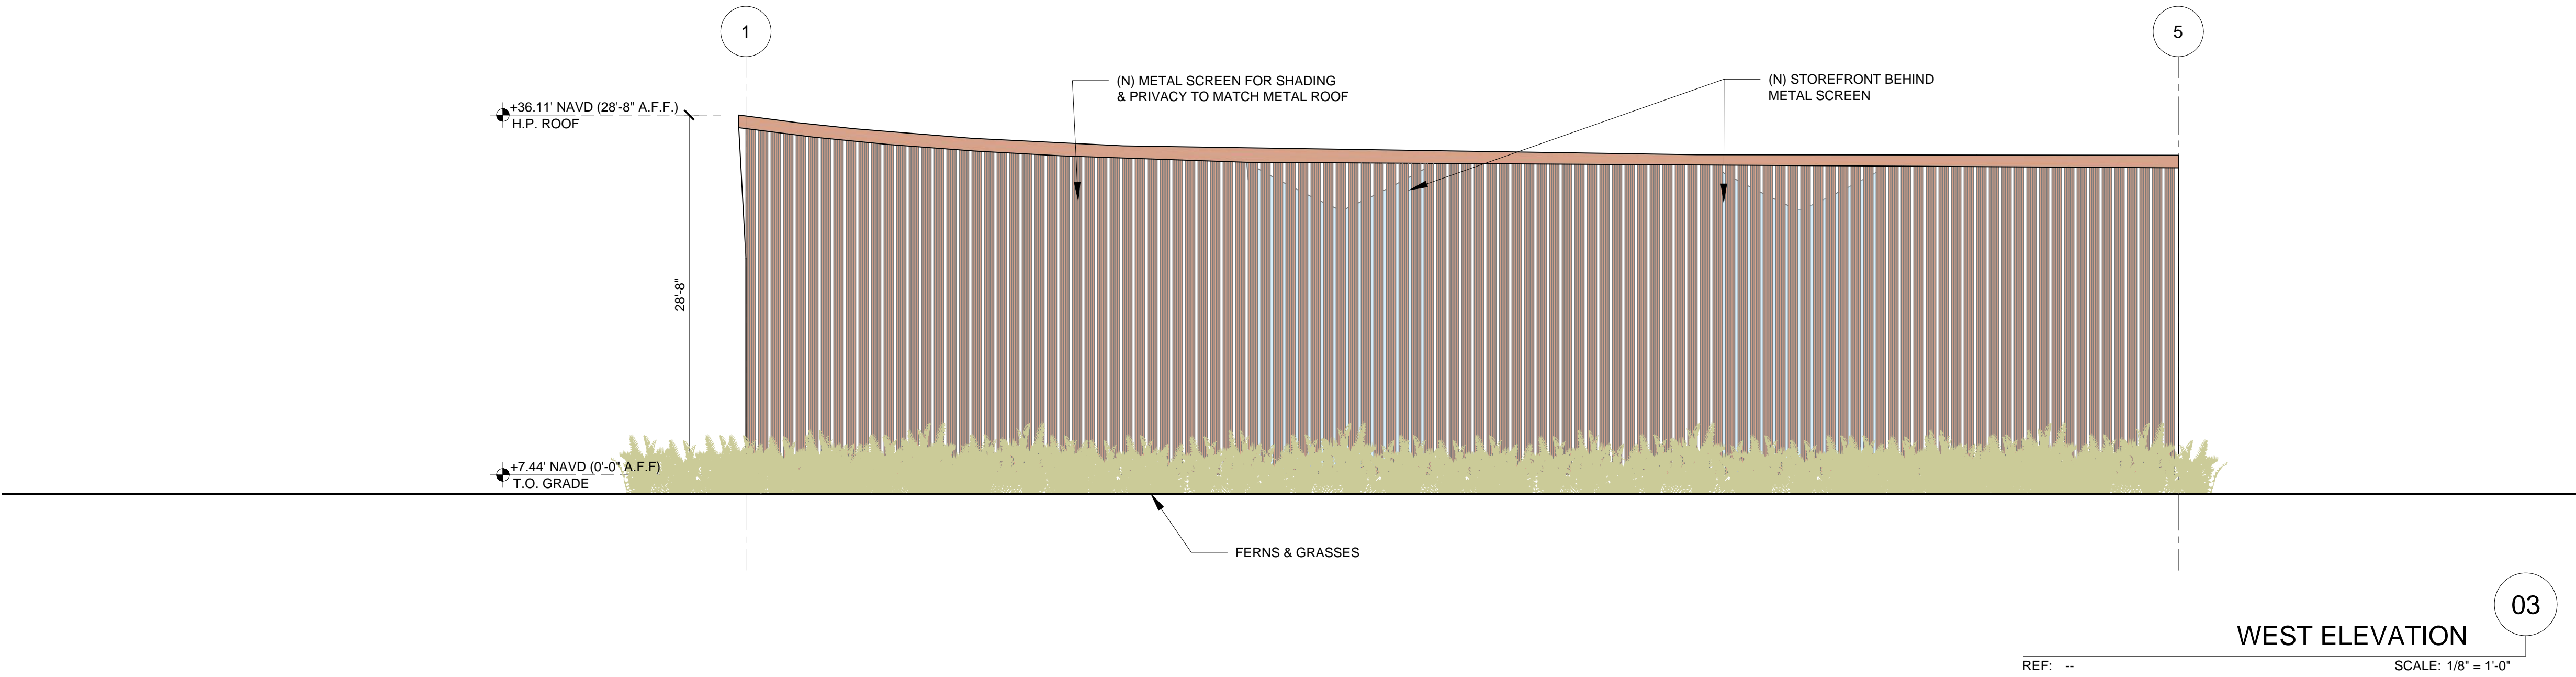 1
5
(N) METAL SCREEN FOR SHADING
& PRIVACY TO MATCH METAL ROOF
(N) STOREFRONT BEHIND
METAL SCREEN
+36.11' NAVD (28'-8" A.F.F.)
H.P. ROOF
28'-8"
+7.44' NAVD (0'-0" A.F.F)
T.O. GRADE
FERNS & GRASSES
03
WEST ELEVATION
REF: --
SCALE: 1/8" = 1'-0"